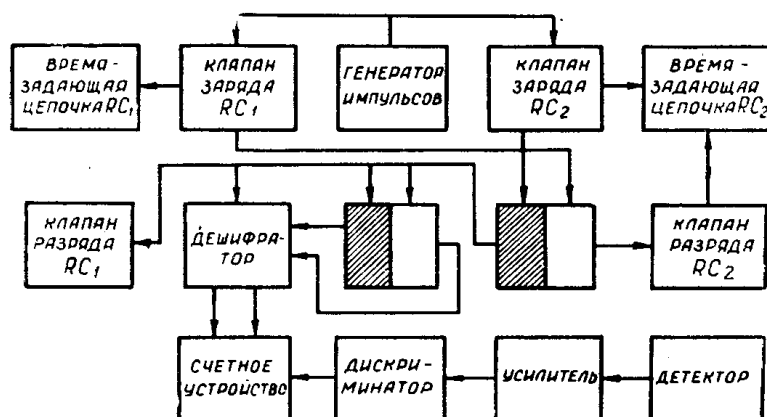 ВРЕМЯ-
ЗАДАЮЩАЯ
ЦЕПОЧКА RC1
КЛАПАН
ЗАРЯДА
RC1
ГЕНЕРАТОР
ИМПУЛЬСОВ
КЛАПАН
ЗАРЯДА
RC2
ВРЕМЯ-
ЗАДАЮЩАЯ
ЦЕПОЧКА RC2
КЛАПАН
РАЗРЯДА
RC1
ДЕШИФРА-
ТОР
КЛАПАН
РАЗРЯДА
RC2
СЧЕТНОЕ
УСТРОЙСТВО
ДИСКРИ-
МИНАТОР
УСИЛИТЕЛЬ
ДЕТЕКТОР